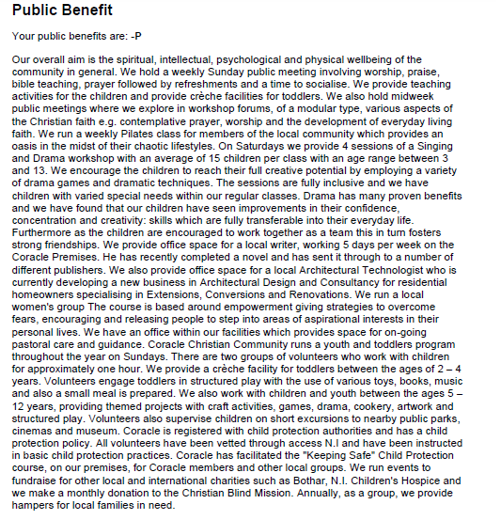 Public Benefit
Your public benefits are: -P
Our overall aim is the spiritual, intellectual, psychological and physical wellbeing of the
community in general. We hold a weekly Sunday public meeting involving worship, praise,
bible teaching, prayer followed by refreshments and a time to socialise. We provide teaching
activities for the children and provide crèche facilities for toddlers. We also hold midweek
public meetings where we explore in workshop forums, of a modular type, various aspects of
the Christian faith e.g. contemplative prayer, worship and the development of everyday living
faith. We run a weekly Pilates class for members of the local community which provides an
oasis in the midst of their chaotic lifestyles. On Saturdays we provide 4 sessions of a Singing
and Drama workshop with an average of 15 children per class with an age range between 3
and 13. We encourage the children to reach their full creative potential by employing a variety
of drama games and dramatic techniques. The sessions are fully inclusive and we have
children with varied special needs within our regular classes. Drama has many proven benefits
and we have found that our children have seen improvements in their confidence,
concentration and creativity: skills which are fully transferable into their everyday life.
Furthermore as the children are encouraged to work together as a team this in turn fosters
strong friendships. We provide office space for a local writer, working 5 days per week on the
Coracle Premises. He has recently completed a novel and has sent it through to a number of
different publishers. We also provide office space for a local Architectural Technologist who is
currently developing a new business in Architectural Design and Consultancy for residential
homeowners specialising in Extensions, Conversions and Renovations. We run a local
women's group The course is based around empowerment giving strategies to overcome
fears, encouraging and releasing people to step into areas of aspirational interests in their
personal lives. We have an office within our facilities which provides space for on-going
pastoral care and guidance. Coracle Christian Community runs a youth and toddlers program
throughout the year on Sundays. There are two groups of volunteers who work with children
for approximately one hour. We provide a crèche facility for toddlers between the ages of 2 – 4
years. Volunteers engage toddlers in structured play with the use of various toys, books, music
and also a small meal is prepared. We also work with children and youth between the ages 5 –
12 years, providing themed projects with craft activities, games, drama, cookery, artwork and
structured play. Volunteers also supervise children on short excursions to nearby public parks,
cinemas and museum. Coracle is registered with child protection authorities and has a child
protection policy. All volunteers have been vetted through access N.I and have been instructed
in basic child protection practices. Coracle has facilitated the "Keeping Safe" Child Protection
course, on our premises, for Coracle members and other local groups. We run events to
fundraise for other local and international charities such as Bothar, N.I. Children's Hospice and
we make a monthly donation to the Christian Blind Mission. Annually, as a group, we provide
hampers for local families in need.